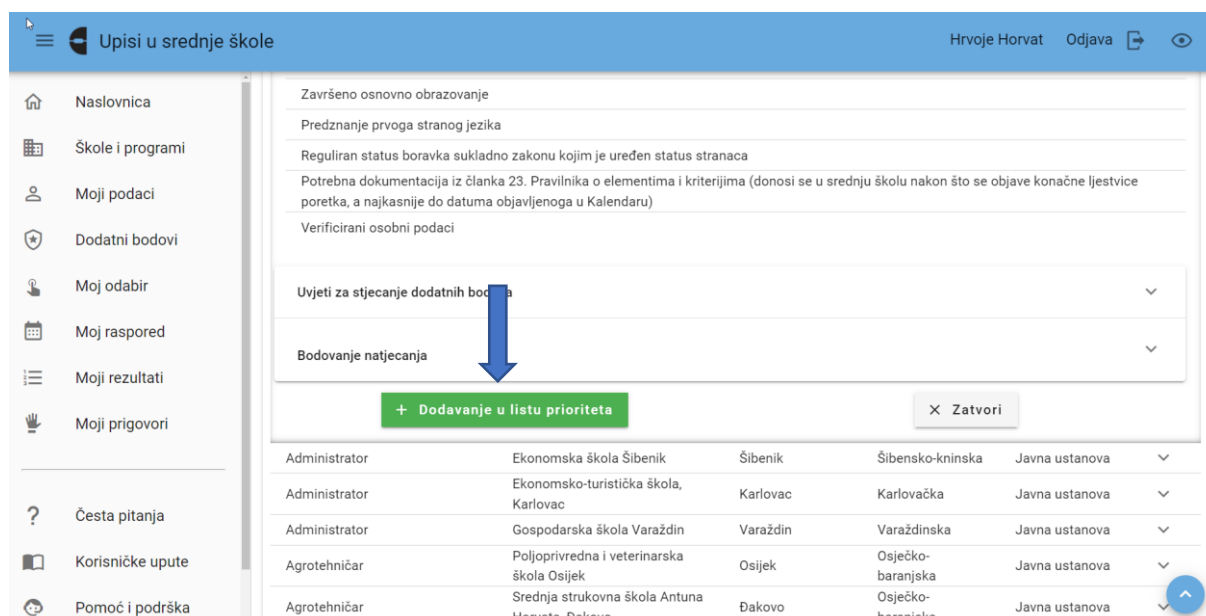 Upisi u srednje škole
Hrvoje Horvat
Odjava
Naslovnica
Škole i programi
Moji podaci
Dodatni bodovi
Moj odabir
Moj raspored
Moji rezultati
Moji prigovori
Česta pitanja
Korisničke upute
Pomoć i podrška
Završeno osnovno obrazovanje
Predznanje prvoga stranog jezika
Reguliran status boravka sukladno zakonu kojim je uređen status stranaca
Potrebna dokumentacija iz članka 23. Pravilnika o elementima i kriterijima (donosi se u srednju školu nakon što se objave konačne ljestvice
poretka, a najkasnije do datuma objavljenoga u Kalendaru)
Verificirani osobni podaci
Uvjeti za stjecanje dodatnih
Bodovanje natjecanja
+ Dodavanje u listu prioriteta
× Zatvori
Administrator Ekonomska škola Šibenik Šibenik Šibensko-kninska Javna ustanova
Administrator Ekonomsko-turistička škola,
Karlovac Karlovac Karlovačka Javna ustanova
Administrator Gospodarska škola Varaždin Varaždin Varaždinska Javna ustanova
Agrotehničar Poljoprivredna i veterinarska
škola Osijek Osijek Osječko-
baranjska Javna ustanova
Agrotehničar Srednja strukovna škola Antuna
Đakovo Osječko-
Javna ustanova